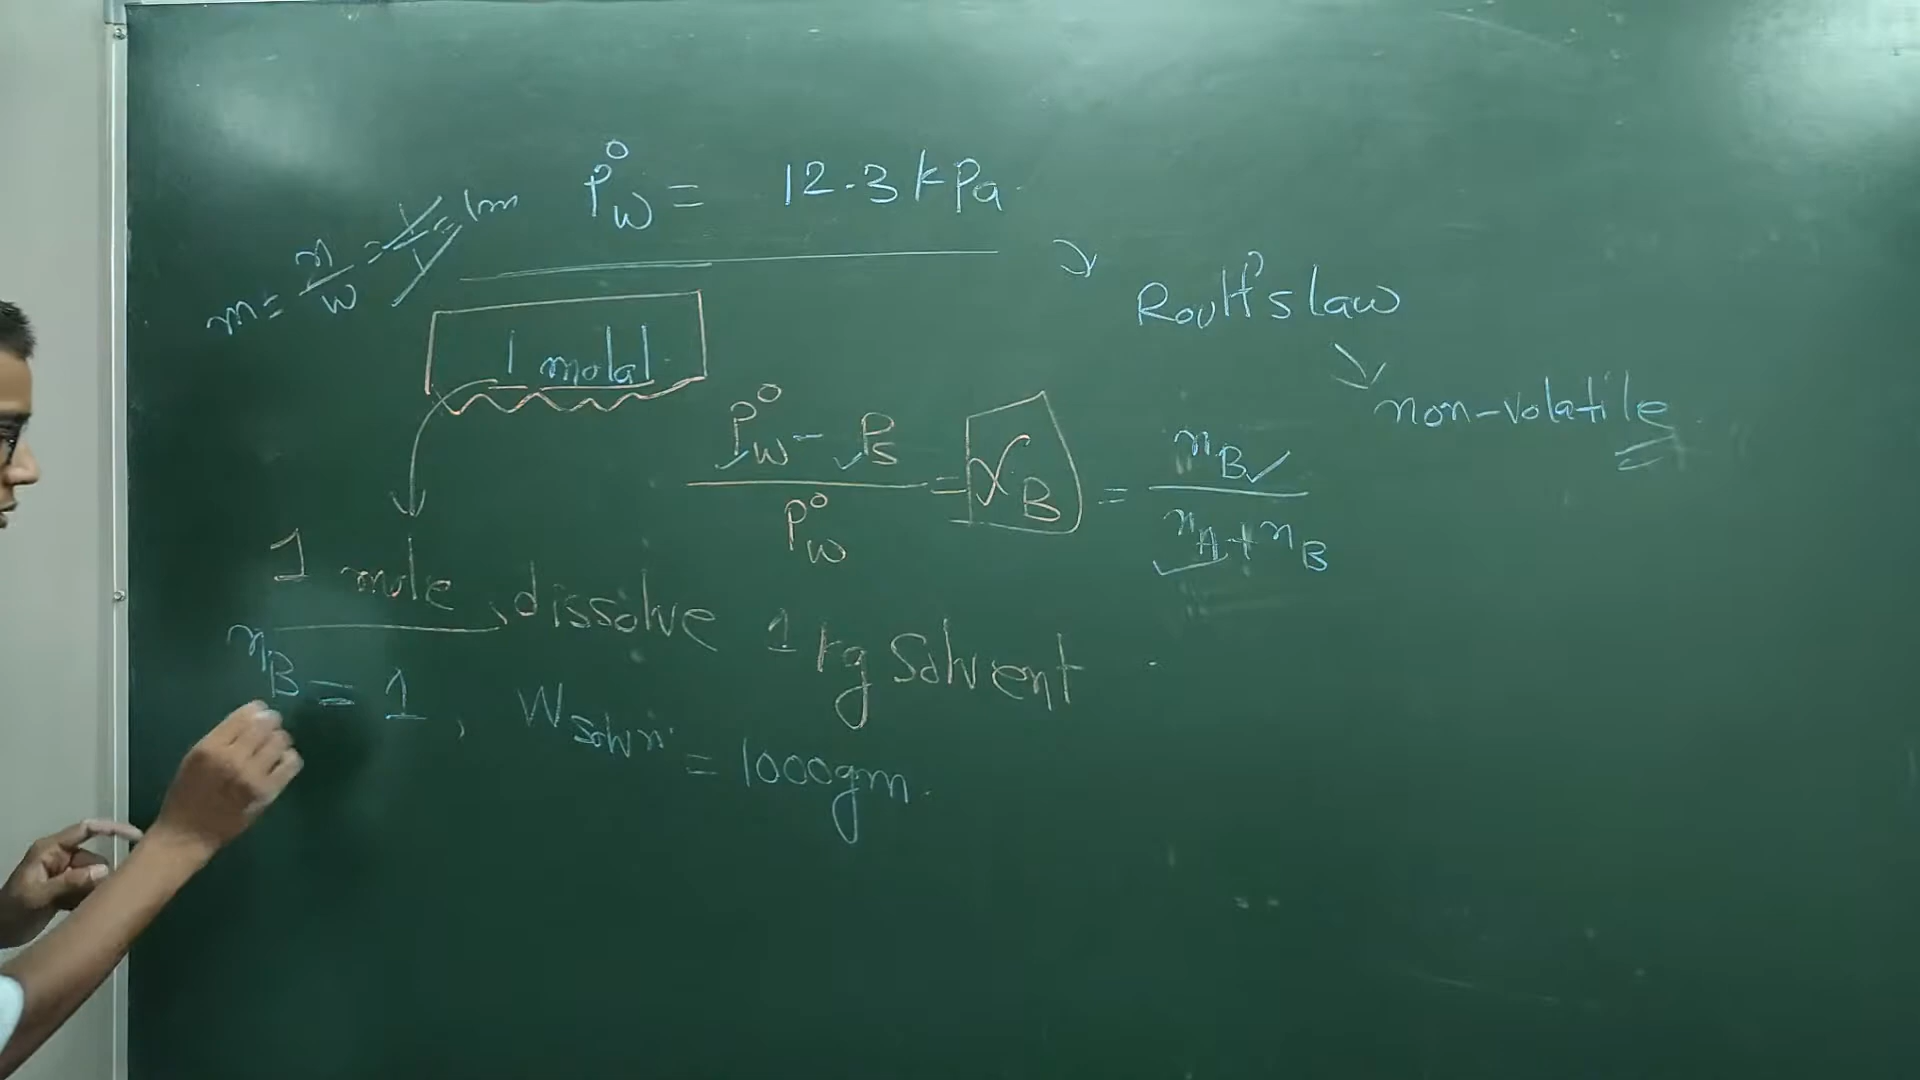 P°w = 12.3 kPa
m = n/w = 1/1 = 1m
Roult's law
1 molal
non-volatile
(P°w - Ps)/P°w = xB = nB/(nA + nB)
1 mole, dissolve 1 kg Solvent
nB = 1, W solvn = 1000gm.